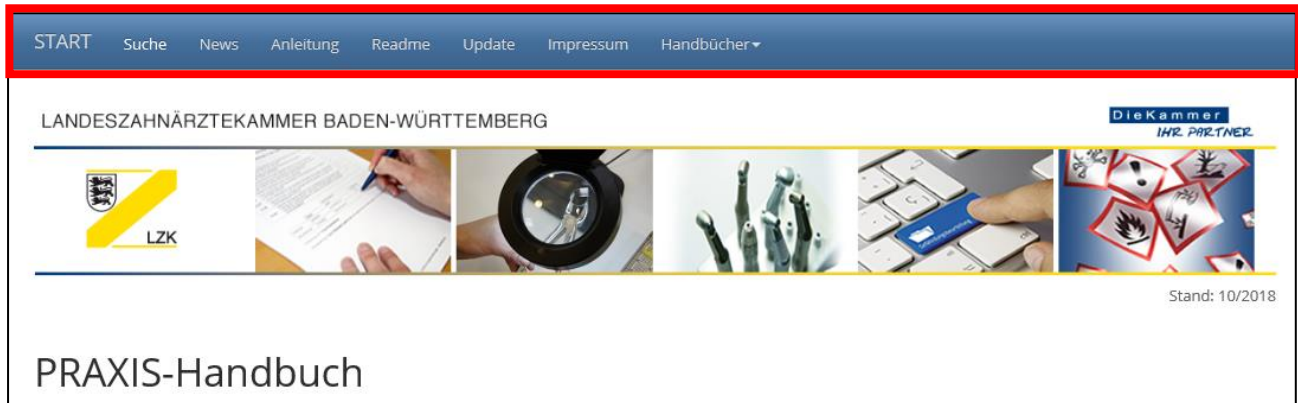 START Suche News Anleitung Readme Update Impressum Handbücher
LANDESZAHNÄRZTEKAMMER BADEN-WÜRTTEMBERG
DieKammer
IHR PARTNER
LZK
Stand: 10/2018
PRAXIS-Handbuch